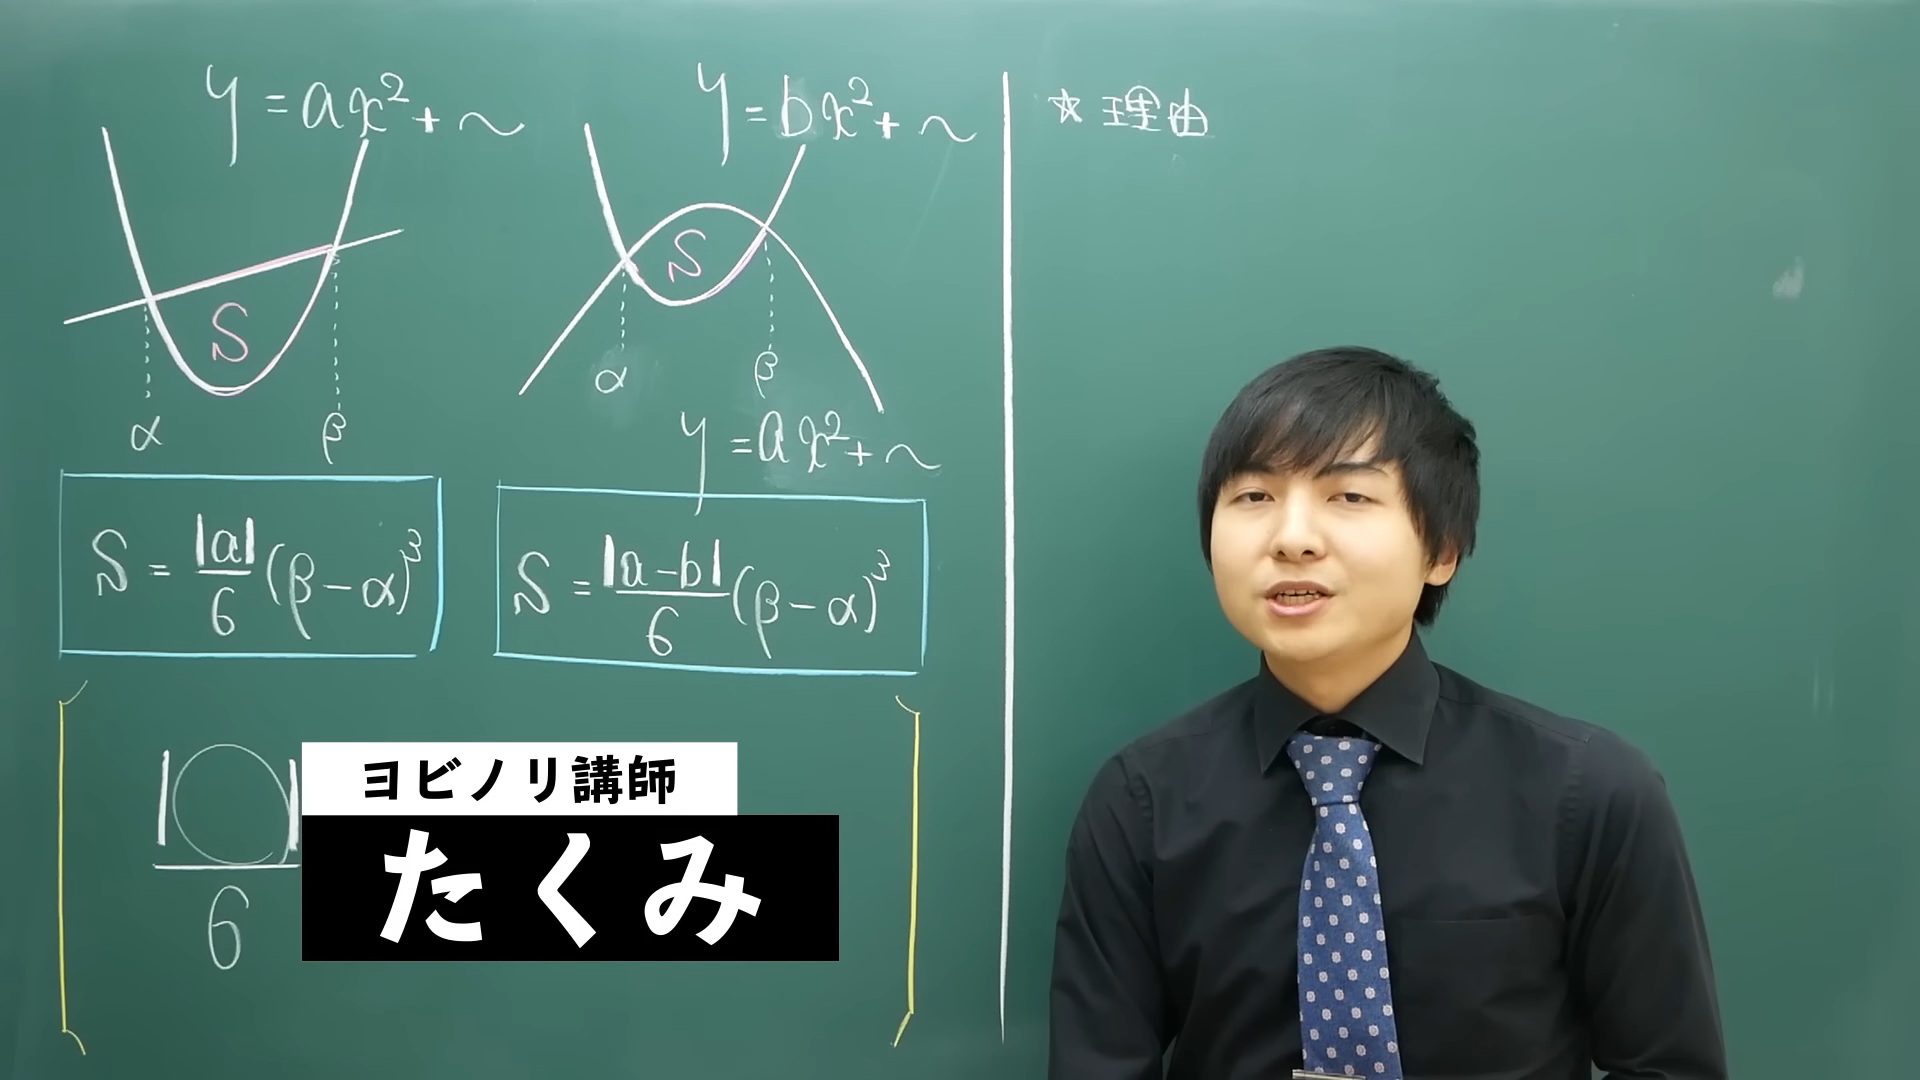 y = ax² + ~
S
α
β
S = |a|/6 (β - α)³
y = bx² + ~
S
α
β
y = ax² + ~
S = |a - b|/6 (β - α)³
|◯|
6
ヨビノリ講師
たくみ
☆ 理由